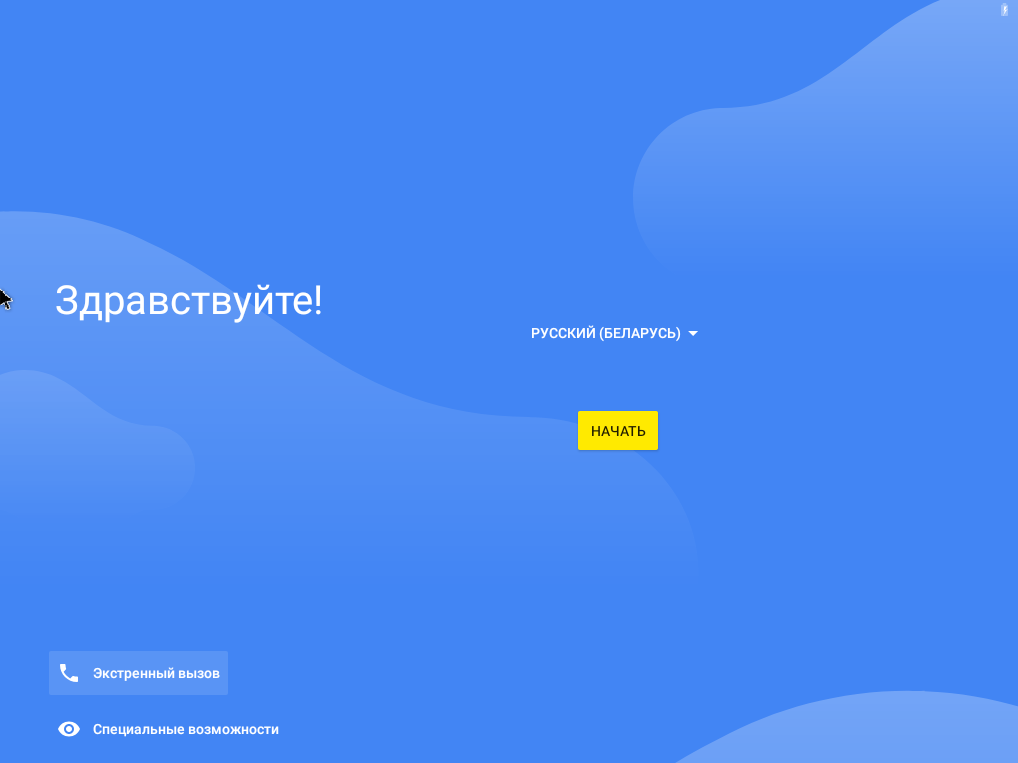 Здравствуйте!
РУССКИЙ (БЕЛАРУСЬ)
НАЧАТЬ
Экстренный вызов
Специальные возможности